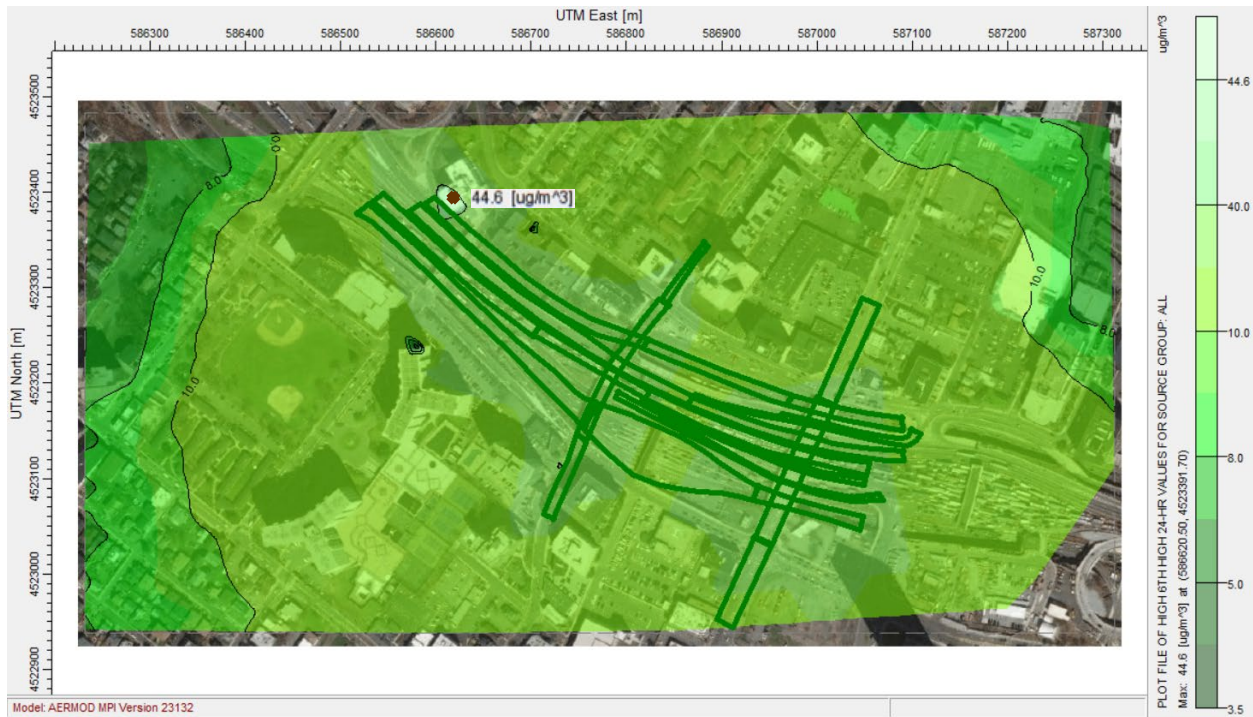 UTM East [m]
586300 586400 586500 586600 586700 586800 586900 587000 587100 587200 587300
UTM North [m]
4523500
4523400
4523300
4523200
4523100
4523000
4522900
8.0
10.0
10.0
10.0
8.0
44.6 [ug/m^3]
PLOT FILE OF HIGH 6TH HIGH 24-HR VALUES FOR SOURCE GROUP: ALL
ug/m^3
Max: 44.6 [ug/m^3] at (586620.50, 4523391.70)
44.6
40.0
10.0
8.0
5.0
3.5
Model: AERMOD MPI Version 23132